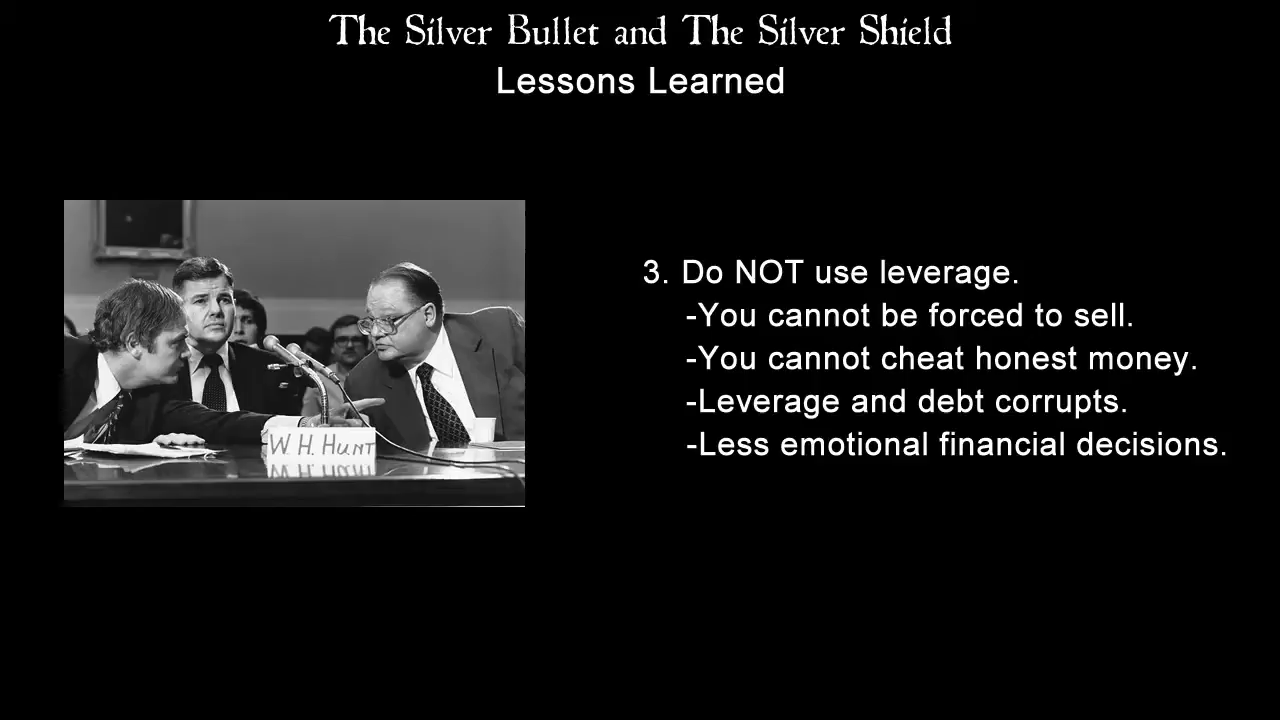 The Silver Bullet and The Silver Shield
Lessons Learned
3. Do NOT use leverage.
-You cannot be forced to sell.
-You cannot cheat honest money.
-Leverage and debt corrupts.
-Less emotional financial decisions.
W. H. HUNT